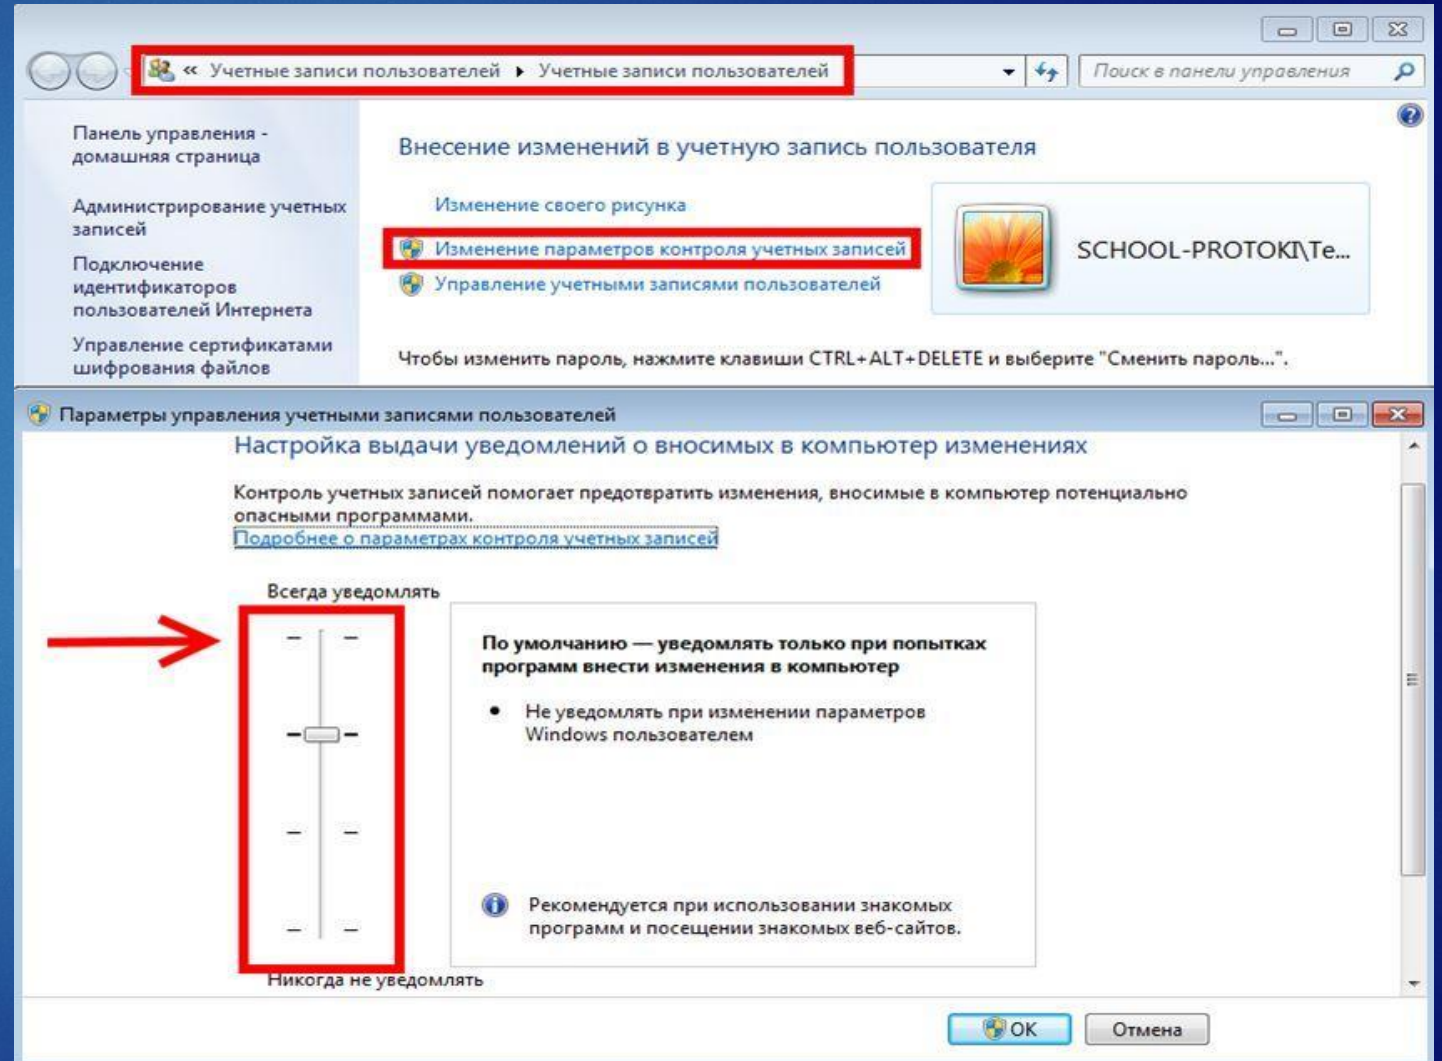 « Учетные записи пользователей ▸ Учетные записи пользователей
Поиск в панели управления
Панель управления -
домашняя страница
Администрирование учетных
записей
Подключение
идентификаторов
пользователей Интернета
Управление сертификатами
шифрования файлов
Внесение изменений в учетную запись пользователя
Изменение своего рисунка
Изменение параметров контроля учетных записей
Управление учетными записями пользователей
SCHOOL-PROTOKI\Te...
Чтобы изменить пароль, нажмите клавиши CTRL+ALT+DELETE и выберите "Сменить пароль...".
Параметры управления учетными записями пользователей
Настройка выдачи уведомлений о вносимых в компьютер изменениях
Контроль учетных записей помогает предотвратить изменения, вносимые в компьютер потенциально
опасными программами.
Подробнее о параметрах контроля учетных записей
Всегда уведомлять
По умолчанию — уведомлять только при попытках
программ внести изменения в компьютер
• Не уведомлять при изменении параметров
Windows пользователем
Рекомендуется при использовании знакомых
программ и посещении знакомых веб-сайтов.
Никогда не уведомлять
OK
Отмена